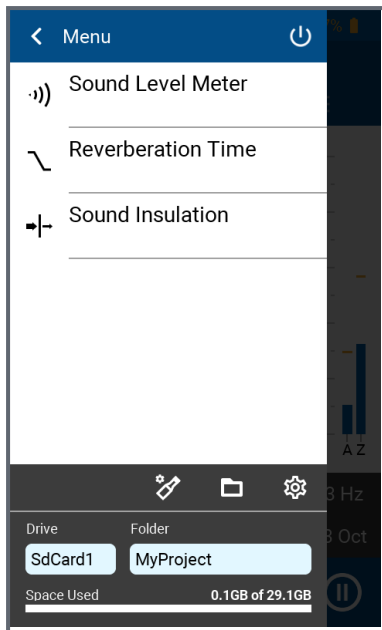 Menu
%
Sound Level Meter
Reverberation Time
Sound Insulation
A Z
3 Hz
3 Oct
Drive Folder
SdCard1 MyProject
Space Used 0.1GB of 29.1GB